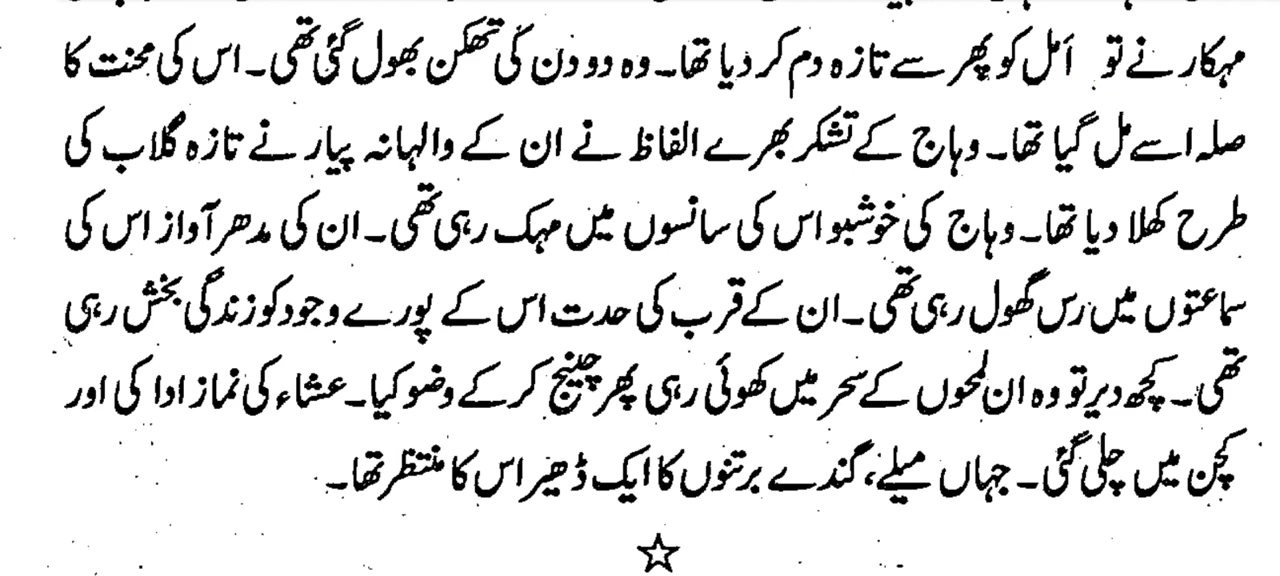 مہکار نے تو اَمل کو پھر سے تازہ دم کر دیا تھا۔ وہ دو دن کی تھکن بھول گئی تھی۔ اس کی محنت کا
صلہ اسے مل گیا تھا۔ وہاج کے تشکر بھرے الفاظ نے ان کے والہانہ پیار نے تازہ گلاب کی
طرح کھلا دیا تھا۔ وہاج کی خوشبو اس کی سانسوں میں مہک رہی تھی۔ ان کی مدھر آواز اس کی
سماعتوں میں رس گھول رہی تھی۔ ان کے قرب کی حدت اس کے پورے وجود کو زندگی بخش رہی
تھی۔ کچھ دیر تو وہ ان لمحوں کے سحر میں کھوئی رہی پھر چینج کر کے وضو کیا۔ عشاء کی نماز ادا کی اور
کچن میں چلی گئی۔ جہاں میلے، گندے برتنوں کا ایک ڈھیر اس کا منتظر تھا۔